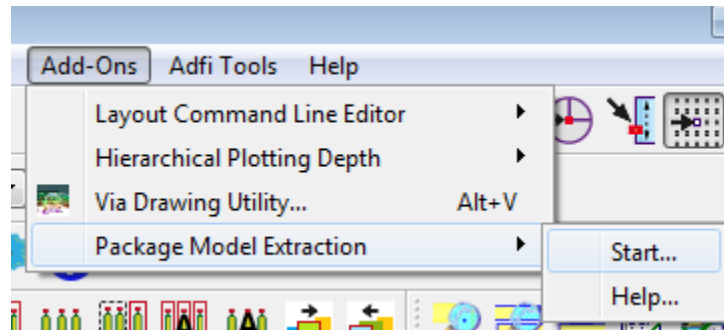 Add-Ons Adfi Tools Help
Layout Command Line Editor
Hierarchical Plotting Depth
Via Drawing Utility... Alt+V
Package Model Extraction
Start...
Help...